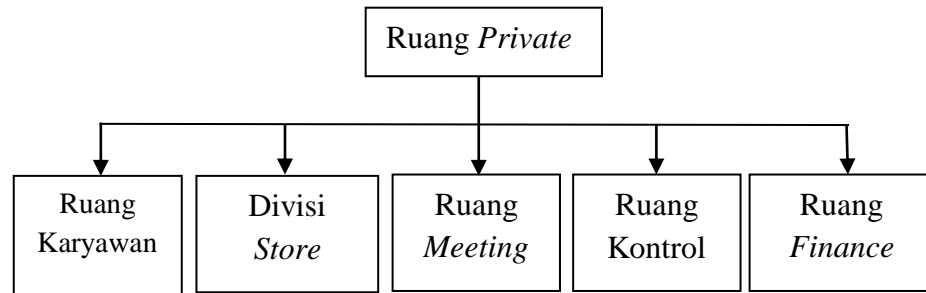 Ruang Private
Ruang
Karyawan
Divisi
Store
Ruang
Meeting
Ruang
Kontrol
Ruang
Finance